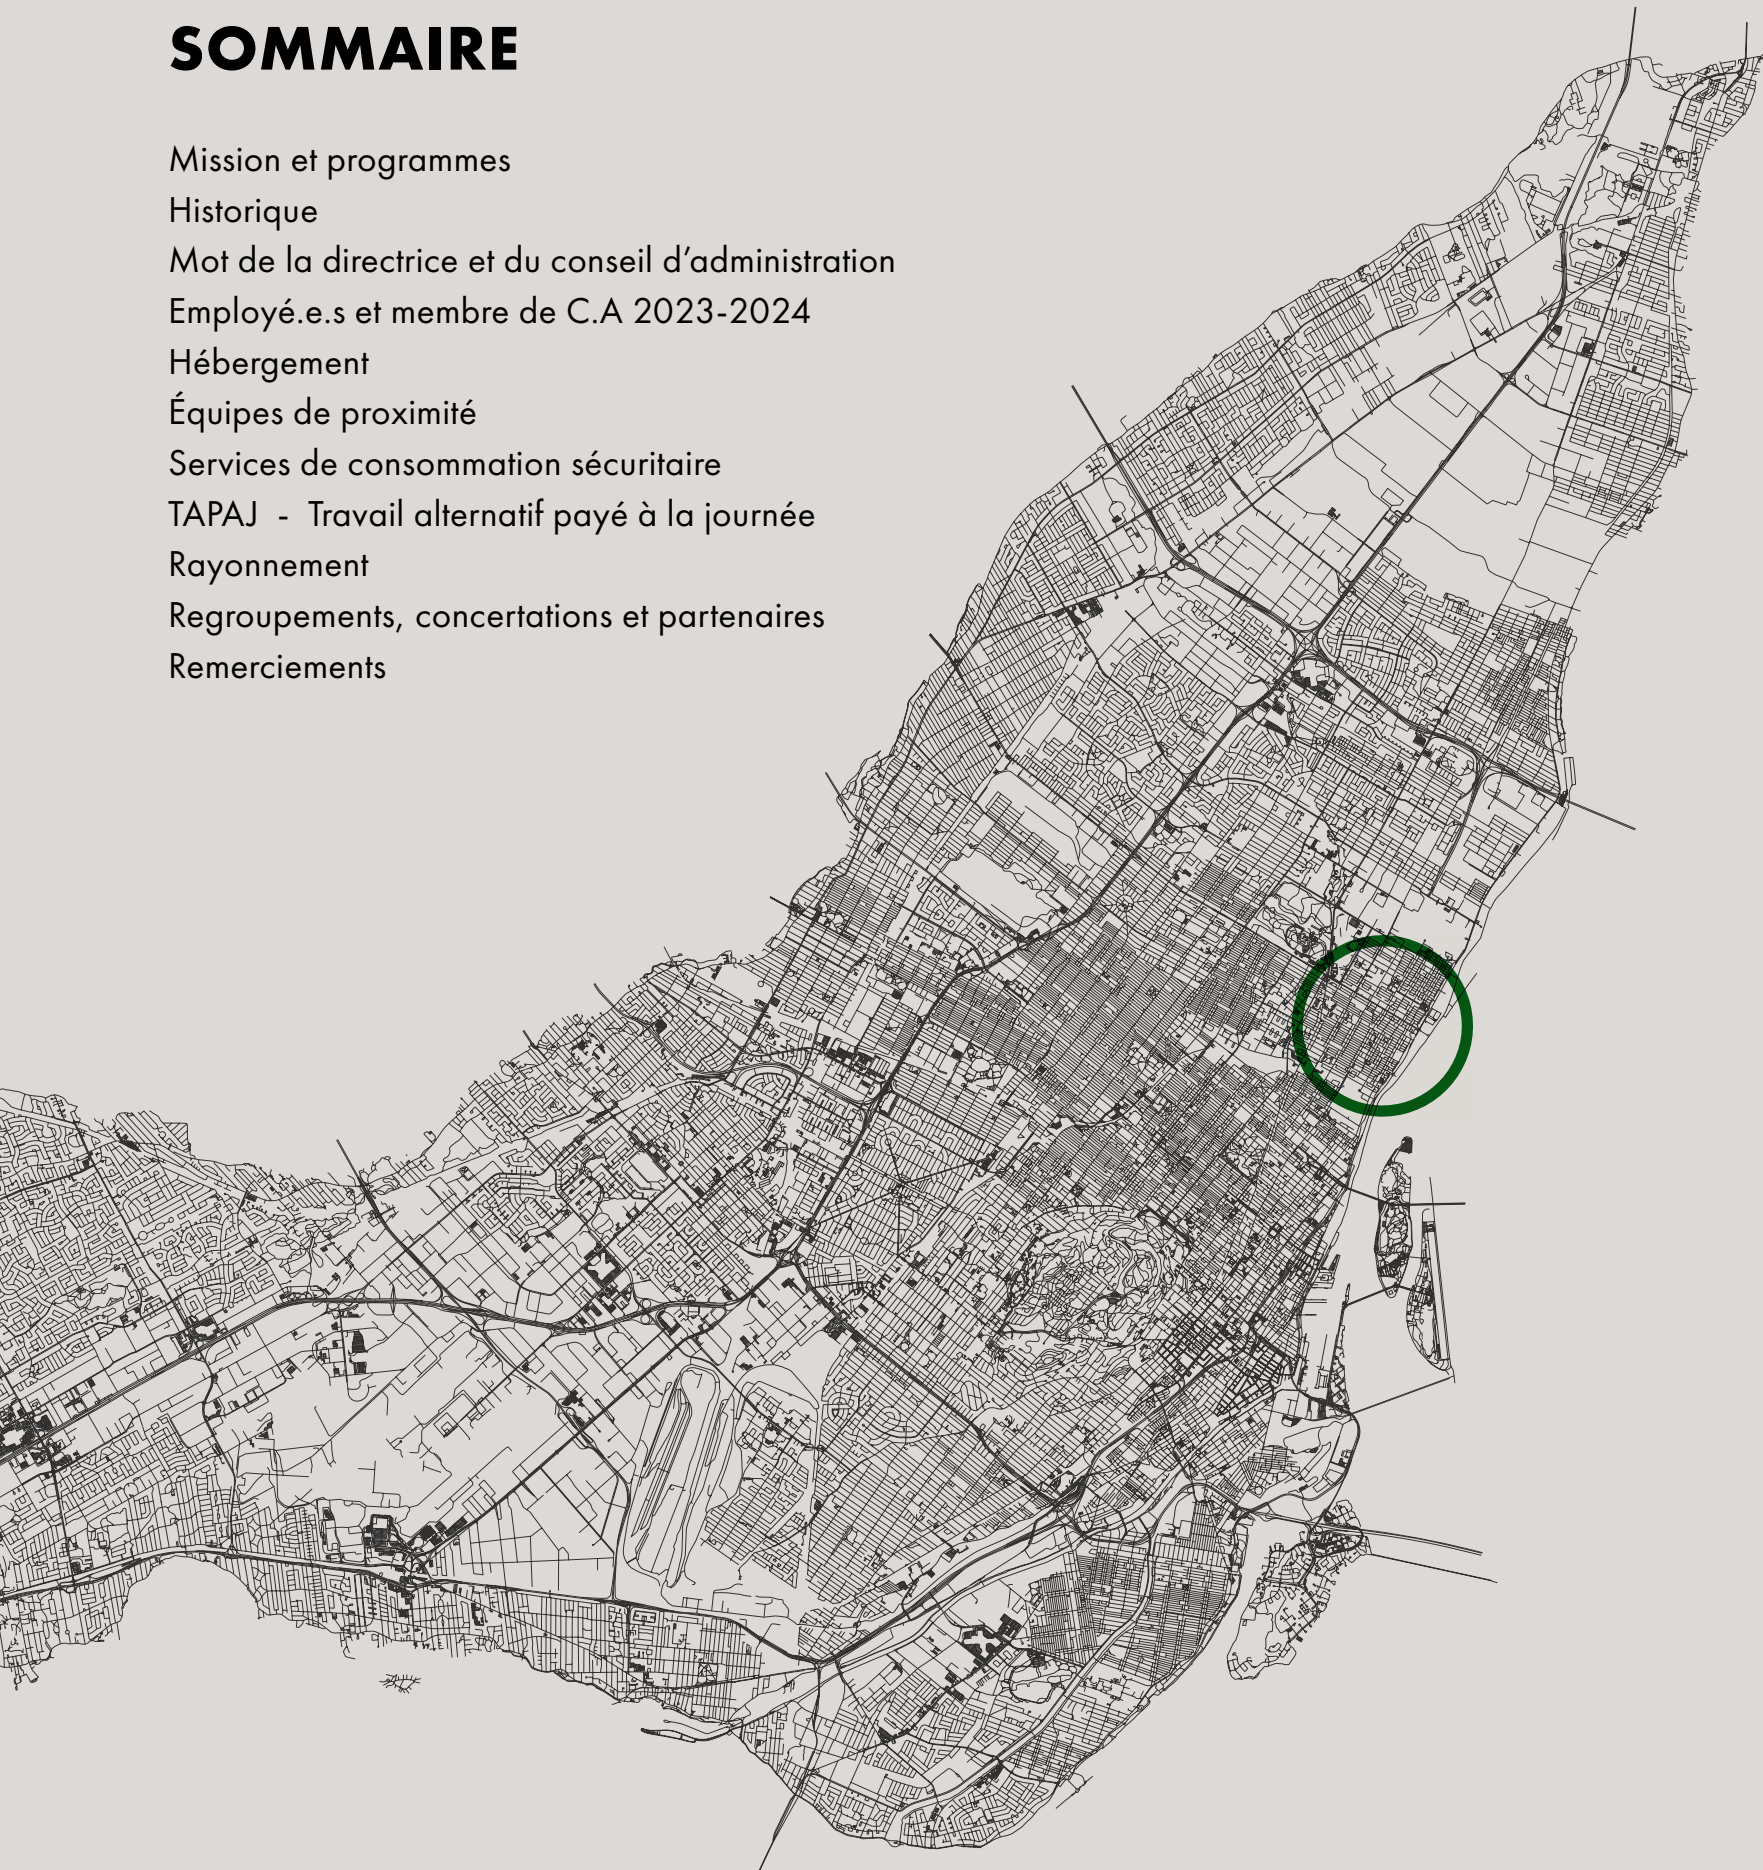 SOMMAIRE
Mission et programmes
Historique
Mot de la directrice et du conseil d’administration
Employé.e.s et membre de C.A 2023-2024
Hébergement
Équipes de proximité
Services de consommation sécuritaire
TAPAJ - Travail alternatif payé à la journée
Rayonnement
Regroupements, concertations et partenaires
Remerciements